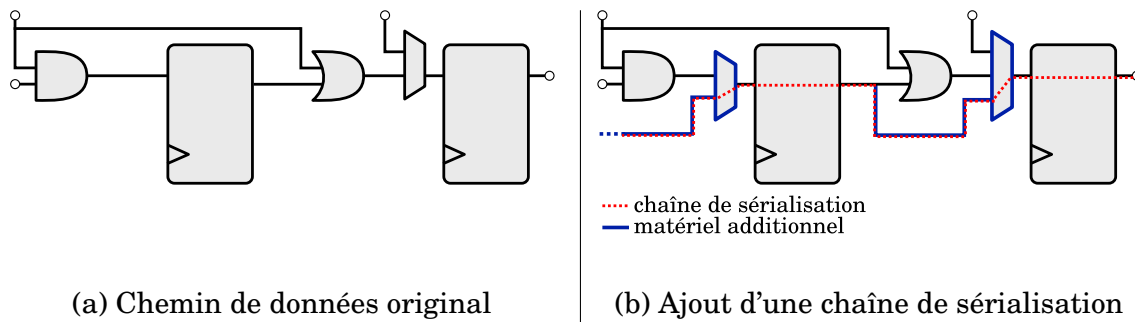 chaîne de sérialisation
matériel additionnel
(a) Chemin de données original
(b) Ajout d'une chaîne de sérialisation